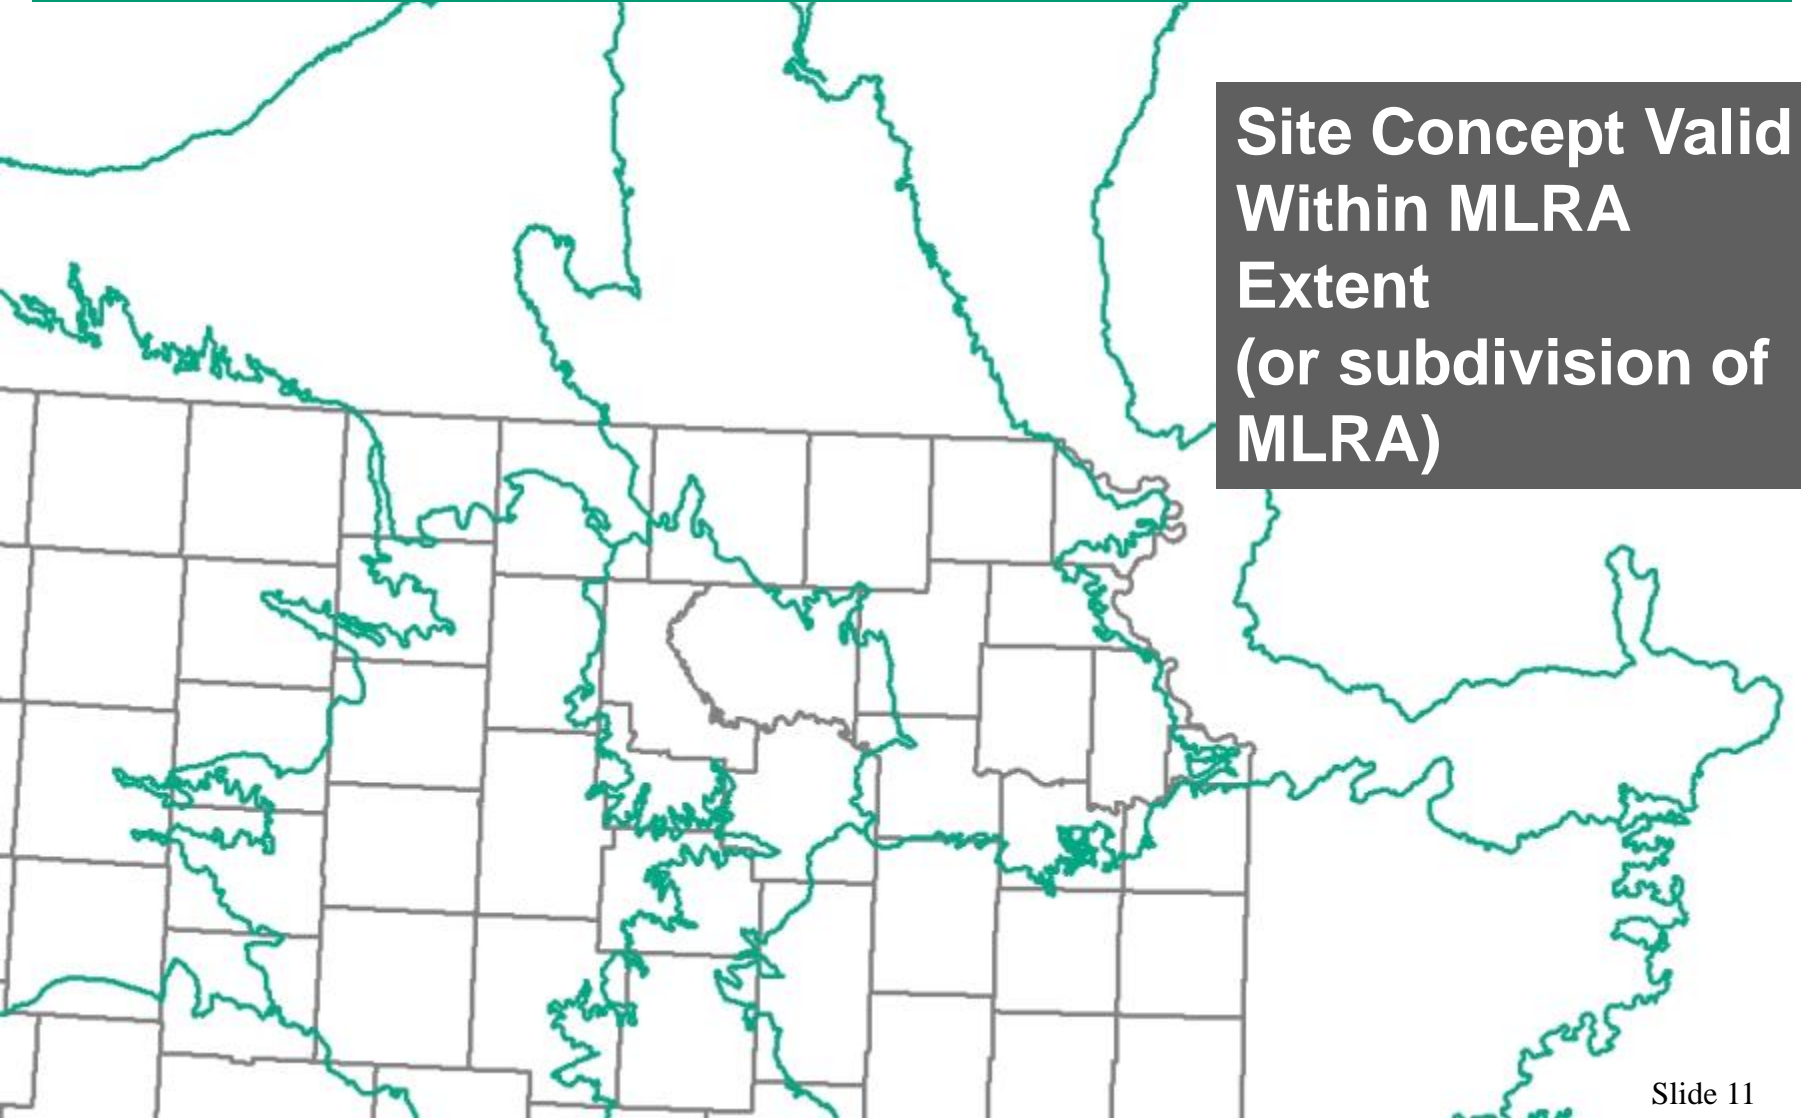 Site Concept Valid
Within MLRA
Extent
(or subdivision of
MLRA)
Slide 11